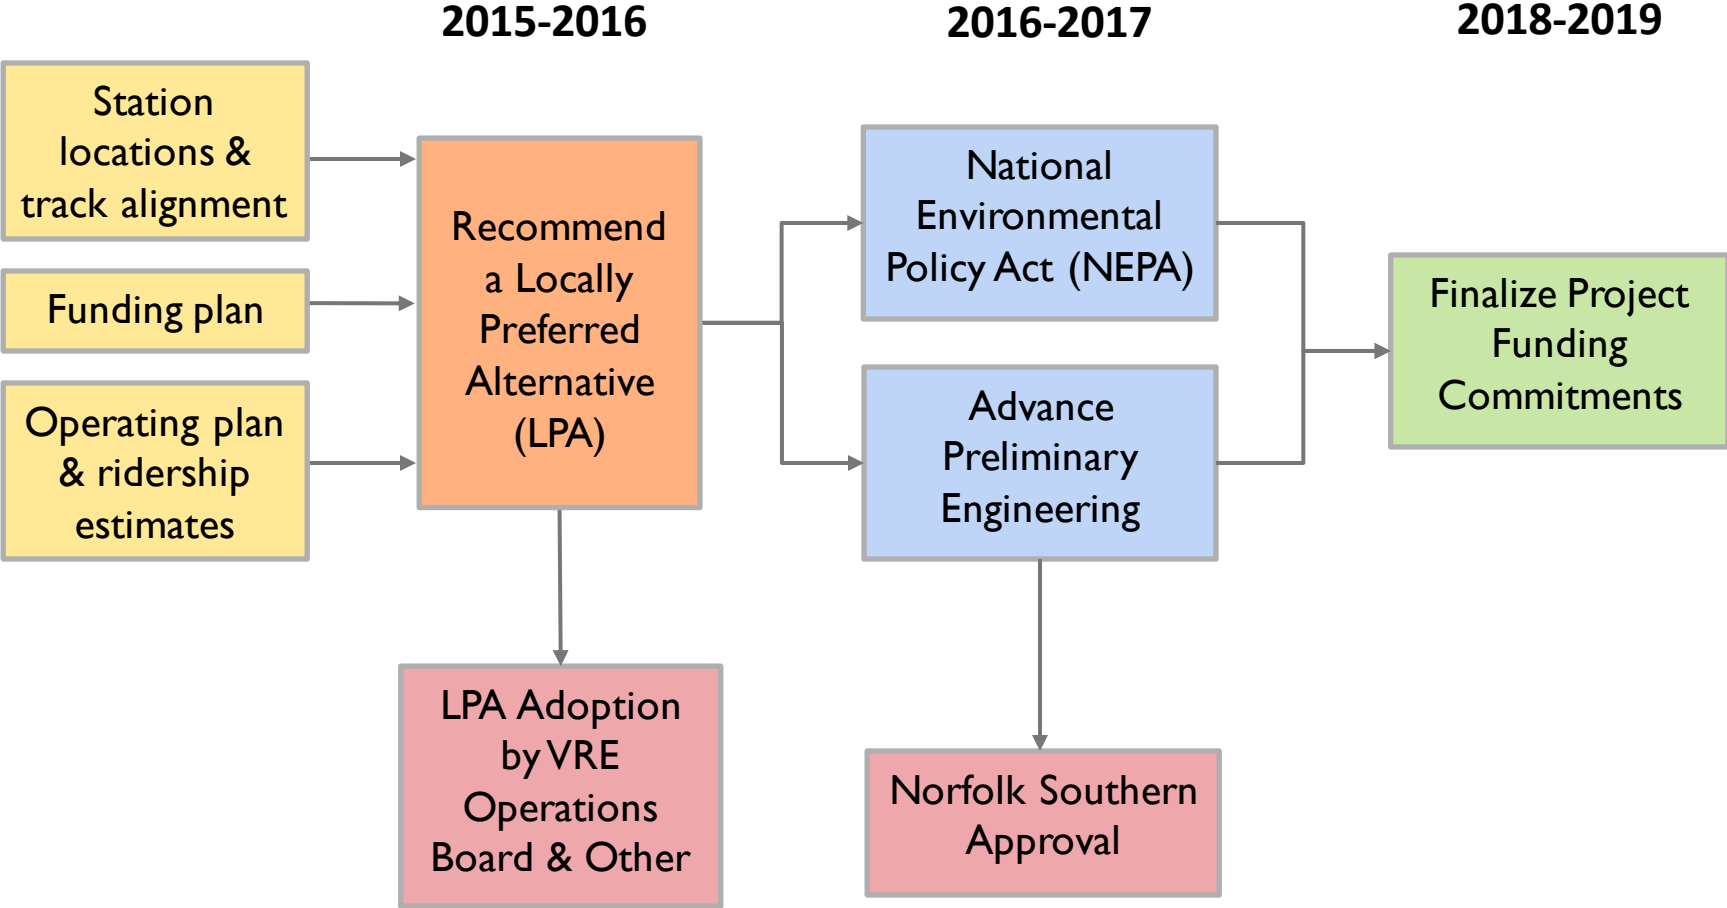 2015-2016
2016-2017
2018-2019
Station
locations &
track alignment
Funding plan
Operating plan
& ridership
estimates
Recommend
a Locally
Preferred
Alternative
(LPA)
LPA Adoption
by VRE
Operations
Board & Other
National
Environmental
Policy Act (NEPA)
Advance
Preliminary
Engineering
Norfolk Southern
Approval
Finalize Project
Funding
Commitments